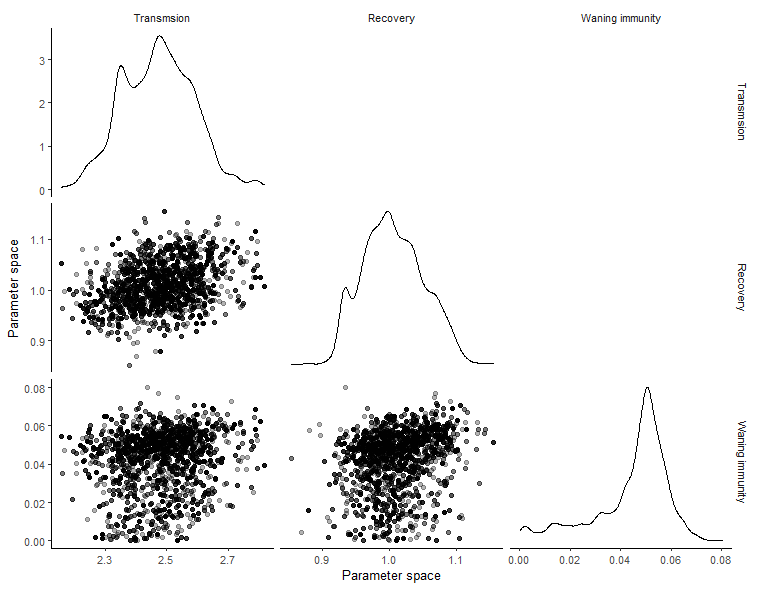 Transmsion Recovery Waning immunity
3
2
1
0
Transmsion
1.1
1.0
0.9
Recovery
Parameter space
0.08
0.06
0.04
0.02
0.00
Waning immunity
2.3 2.5 2.7 0.9 1.0 1.1 0.00 0.02 0.04 0.06 0.08
Parameter space